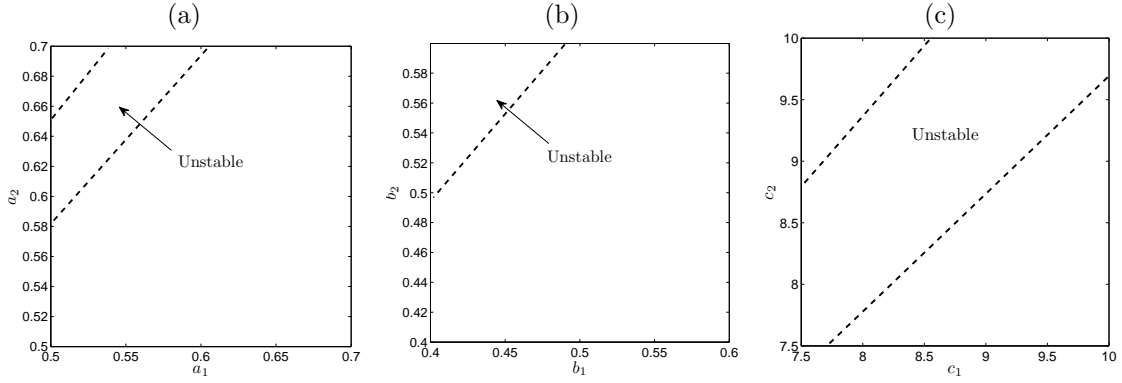 (a)
0.7
0.68
0.66
0.64
0.62
0.6
0.58
0.56
0.54
0.52
0.5
a₂
Unstable
0.5 0.55 0.6 0.65 0.7
a₁
(b)
0.58
0.56
0.54
0.52
0.5
0.48
0.46
0.44
0.42
0.4
b₂
Unstable
0.4 0.45 0.5 0.55 0.6
b₁
(c)
10
9.5
9
8.5
8
7.5
c₂
Unstable
7.5 8 8.5 9 9.5 10
c₁